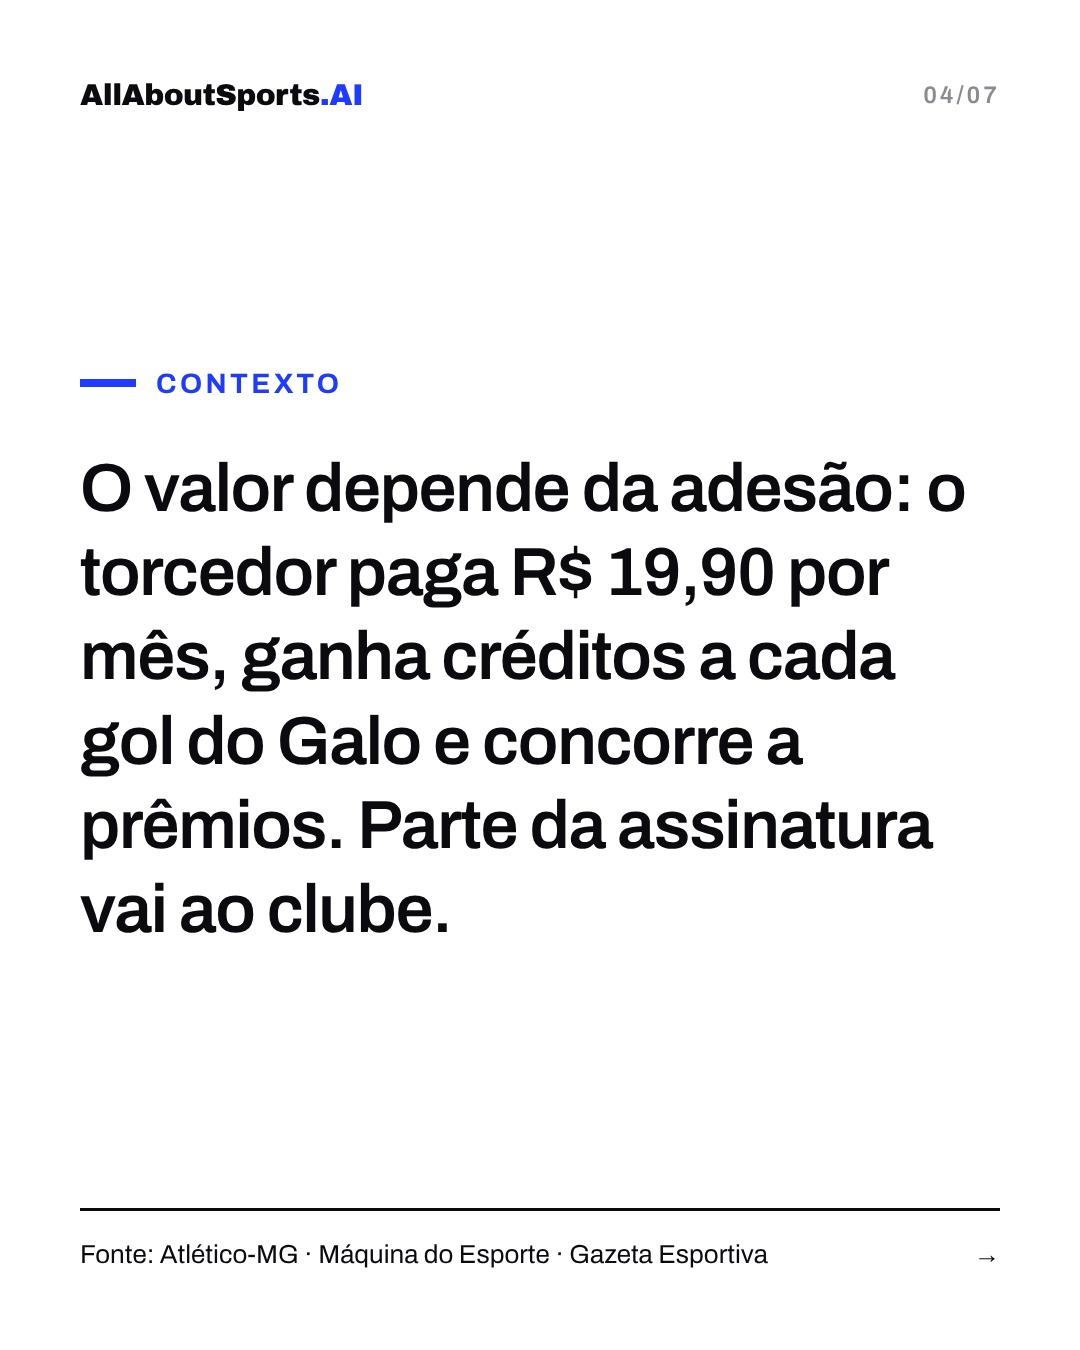 AllAboutSports.AI
04/07
CONTEXTO
O valor depende da adesão: o
torcedor paga R$ 19,90 por
mês, ganha créditos a cada
gol do Galo e concorre a
prêmios. Parte da assinatura
vai ao clube.
Fonte: Atlético-MG · Máquina do Esporte · Gazeta Esportiva
→